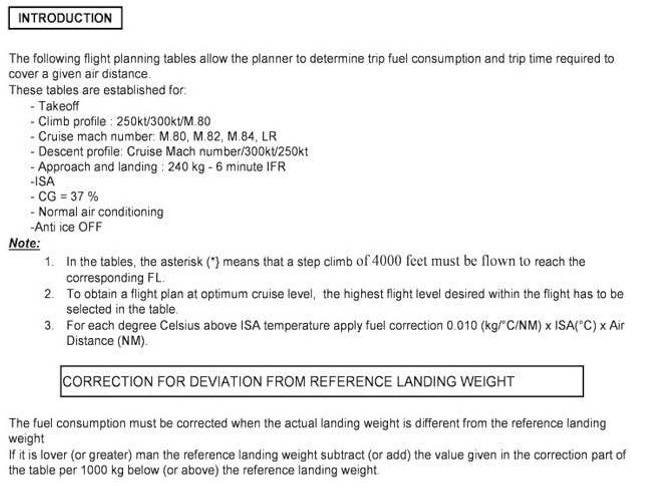 INTRODUCTION
The following flight planning tables allow the planner to determine trip fuel consumption and trip time required to
cover a given air distance.
These tables are established for:
- Takeoff
- Climb profile : 250kt/300kt/M.80
- Cruise mach number: M.80, M.82, M.84, LR
- Descent profile: Cruise Mach number/300kt/250kt
- Approach and landing : 240 kg - 6 minute IFR
-ISA
- CG = 37 %
- Normal air conditioning
-Anti ice OFF
Note:
1. In the tables, the asterisk (*} means that a step climb of 4000 feet must be flown to reach the
corresponding FL.
2. To obtain a flight plan at optimum cruise level, the highest flight level desired within the flight has to be
selected in the table.
3. For each degree Celsius above ISA temperature apply fuel correction 0.010 (kg/°C/NM) x ISA(°C) x Air
Distance (NM).
CORRECTION FOR DEVIATION FROM REFERENCE LANDING WEIGHT
The fuel consumption must be corrected when the actual landing weight is different from the reference landing
weight
If it is lover (or greater) man the reference landing weight subtract (or add) the value given in the correction part of
the table per 1000 kg below (or above) the reference landing weight.